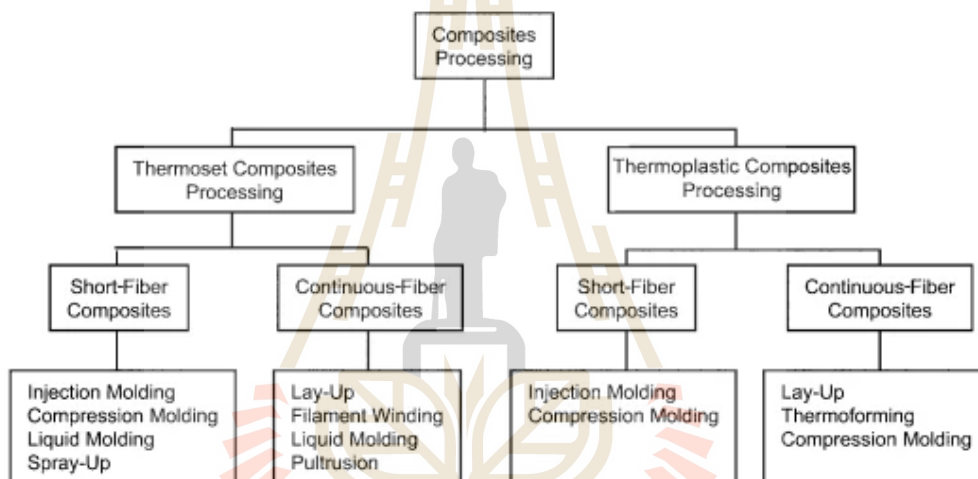 Composites
Processing
Thermoset Composites
Processing
Thermoplastic Composites
Processing
Short-Fiber
Composites
Continuous-Fiber
Composites
Short-Fiber
Composites
Continuous-Fiber
Composites
Injection Molding
Compression Molding
Liquid Molding
Spray-Up
Lay-Up
Filament Winding
Liquid Molding
Pultrusion
Injection Molding
Compression Molding
Lay-Up
Thermoforming
Compression Molding